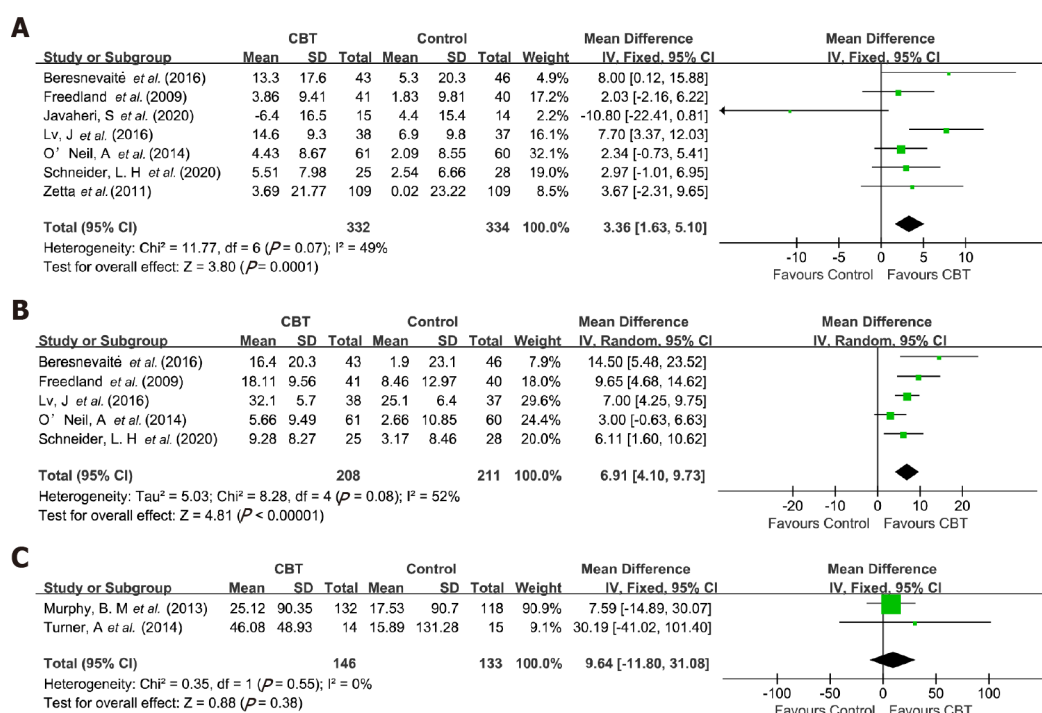 A
CBT Control Mean Difference Mean Difference
Study or Subgroup Mean SD Total Mean SD Total Weight IV, Fixed, 95% CI IV, Fixed, 95% CI
Beresnevaité et al. (2016) 13.3 17.6 43 5.3 20.3 46 4.9% 8.00 [0.12, 15.88]
Freedland et al. (2009) 3.86 9.41 41 1.83 9.81 40 17.2% 2.03 [-2.16, 6.22]
Javaheri, S (2020) -6.4 16.5 15 4.4 15.4 14 2.2% -10.80 [-22.41, 0.81]
Lv, J (2016) 14.6 9.3 38 6.9 9.8 37 16.1% 7.70 [3.37, 12.03]
O' Neil, A (2014) 4.43 8.67 61 2.09 8.55 60 32.1% 2.34 [-0.73, 5.41]
Schneider, L. H (2020) 5.51 7.98 25 2.54 6.66 28 19.0% 2.97 [-1.01, 6.95]
Zetta et al. (2011) 3.69 21.77 109 0.02 23.22 109 8.5% 3.67 [-2.31, 9.65]
Total (95% CI) 332 334 100.0% 3.36 [1.63, 5.10]
Heterogeneity: Chi² = 11.77, df = 6 (P = 0.07); I² = 49%
Test for overall effect: Z = 3.80 (P = 0.0001)
-10 -5 0 5 10
Favours Control Favours CBT
B
CBT Control Mean Difference Mean Difference
Study or Subgroup Mean SD Total Mean SD Total Weight IV, Random, 95% CI IV, Random, 95% CI
Beresnevaité et al. (2016) 16.4 20.3 43 1.9 23.1 46 7.9% 14.50 [5.48, 23.52]
Freedland et al. (2009) 18.11 9.56 41 8.46 12.97 40 18.0% 9.65 [4.68, 14.62]
Lv, J et al. (2016) 32.1 5.7 38 25.1 6.4 37 29.6% 7.00 [4.25, 9.75]
O' Neil, A et al. (2014) 5.66 9.49 61 2.66 10.85 60 24.4% 3.00 [-0.63, 6.63]
Schneider, L. H et al. (2020) 9.28 8.27 25 3.17 8.46 28 20.0% 6.11 [1.60, 10.62]
Total (95% CI) 208 211 100.0% 6.91 [4.10, 9.73]
Heterogeneity: Tau² = 5.03; Chi² = 8.28, df = 4 (p = 0.08); I² = 52%
Test for overall effect: Z = 4.81 (P < 0.00001)
-20 -10 0 10 20
Favours Control Favours CBT
C
CBT Control Mean Difference Mean Difference
Study or Subgroup Mean SD Total Mean SD Total Weight IV, Fixed, 95% CI IV, Fixed, 95% CI
Murphy, B. M et al. (2013) 25.12 90.35 132 17.53 90.7 118 90.9% 7.59 [-14.89, 30.07]
Turner, A et al. (2014) 46.08 48.93 14 15.89 131.28 15 9.1% 30.19 [-41.02, 101.40]
Total (95% CI) 146 133 100.0% 9.64 [-11.80, 31.08]
Heterogeneity: Chi² = 0.35, df = 1 (P = 0.55); I² = 0%
Test for overall effect: Z = 0.88 (P = 0.38)
-100 -50 0 50 100
Favours Control Favours CBT